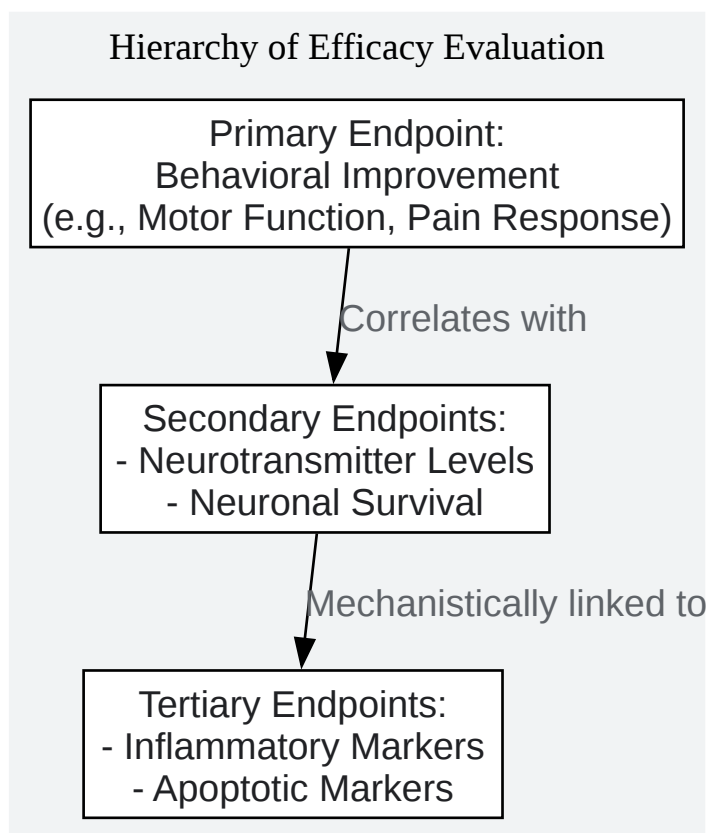 Hierarchy of Efficacy Evaluation
Primary Endpoint:
Behavioral Improvement
(e.g., Motor Function, Pain Response)
Correlates with
Secondary Endpoints:
- Neurotransmitter Levels
- Neuronal Survival
Mechanistically linked to
Tertiary Endpoints:
- Inflammatory Markers
- Apoptotic Markers